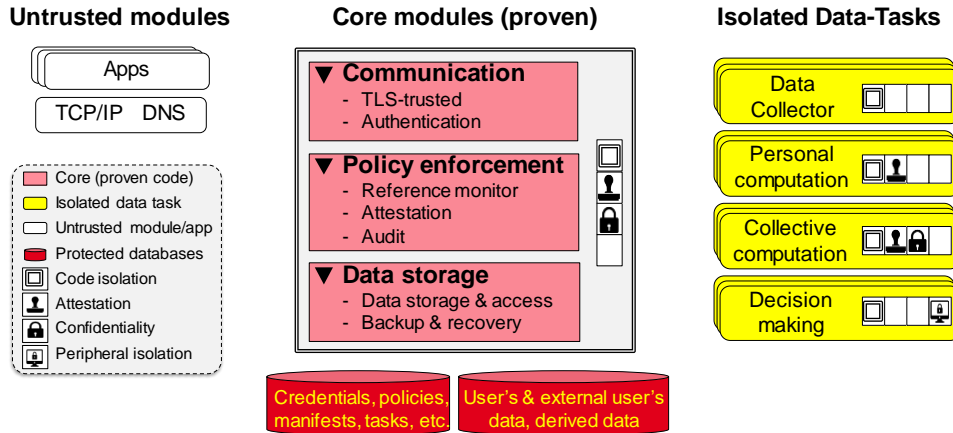 Untrusted modules
Apps
TCP/IP DNS
Core (proven code)
Isolated data task
Untrusted module/app
Protected databases
Code isolation
Attestation
Confidentiality
Peripheral isolation
Core modules (proven)
▼ Communication
- TLS-trusted
- Authentication
▼ Policy enforcement
- Reference monitor
- Attestation
- Audit
▼ Data storage
- Data storage & access
- Backup & recovery
Credentials, policies,
manifests, tasks, etc.
User's & external user's
data, derived data
Isolated Data-Tasks
Data
Collector
Personal
computation
Collective
computation
Decision
making